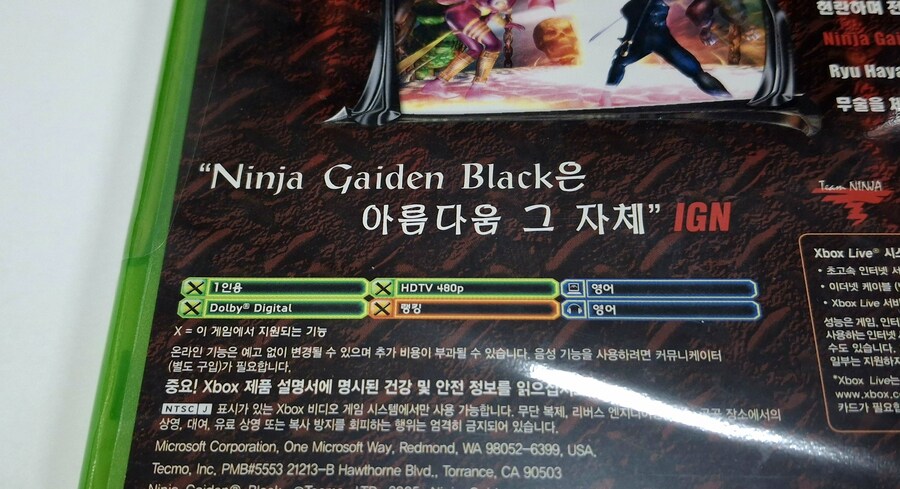 현란하며 전
Ninja Gai
Ryu Haya
무술을
“Ninja Gaiden Black은
아름다움 그 자체” IGN
Team NINJA
X 1인용
X HDTV 480p
영어
X Dolby® Digital
X 랭킹
영어
X = 이 게임에서 지원되는 기능
온라인 기능은 예고 없이 변경될 수 있으며 추가 비용이 부과될 수 있습니다. 음성 기능을 사용하려면 커뮤니케이터
(별도 구입)가 필요합니다.
중요! Xbox 제품 설명서에 명시된 건강 및 안전 정보를 읽으십시
NTSC J 표시가 있는 Xbox 비디오 게임 시스템에서만 사용 가능합니다. 무단 복제, 리버스 엔지니어 공공 장소에서의
상영, 대여, 유료 상영 또는 복사 방지를 회피하는 행위는 엄격히 금지되어 있습니다.
Microsoft Corporation, One Microsoft Way, Redmond, WA 98052-6399, USA.
Tecmo, Inc. PMB#5553 21213-B Hawthorne Blvd., Torrance, CA 90503
Xbox Live® 시스
• 초고속 인터넷 서
• 이더넷 케이블
• Xbox Live 서비
성능은 게임, 인터
사용하는 인터넷
수도 있습니다.
일부는 지원하지
*Xbox Live는
www.xbox.co
카드가 필요합